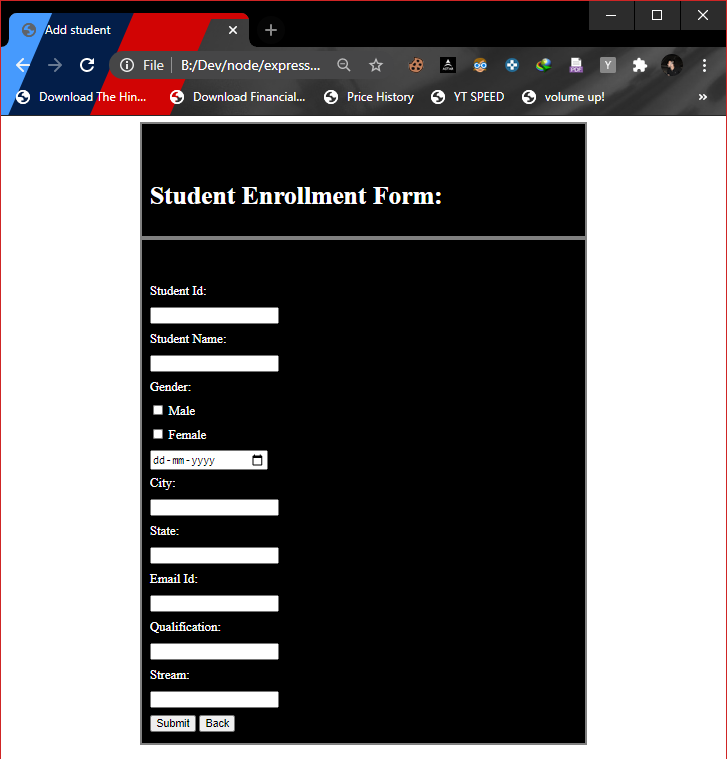 Add student
File
B:/Dev/node/express...
Y
Download The Hin...
Download Financial...
Price History
YT SPEED
volume up!
»
Student Enrollment Form:
Student Id:
Student Name:
Gender:
Male
Female
dd-mm-yyyy
City:
State:
Email Id:
Qualification:
Stream:
Submit Back